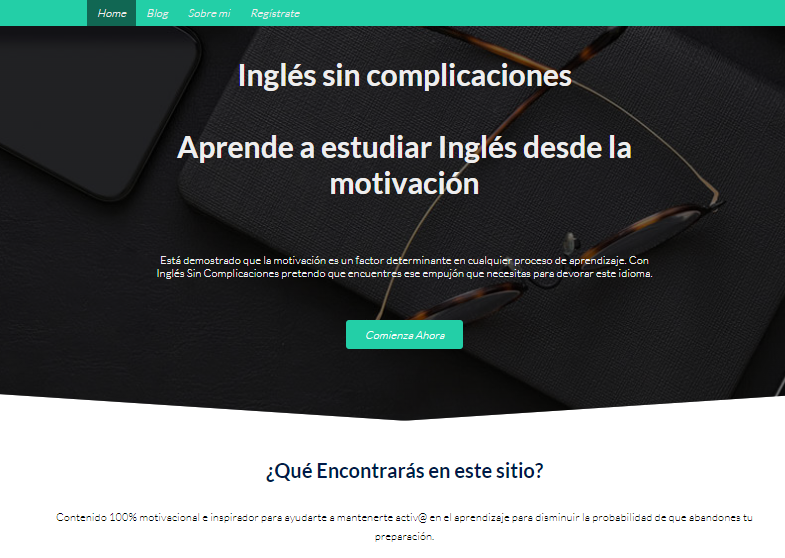 Home Blog Sobre mi Regístrate
Inglés sin complicaciones
Aprende a estudiar Inglés desde la
motivación
Está demostrado que la motivación es un factor determinante en cualquier proceso de aprendizaje. Con
Inglés Sin Complicaciones pretendo que encuentres ese empujón que necesitas para devorar este idioma.
Comienza Ahora
¿Qué Encontrarás en este sitio?
Contenido 100% motivacional e inspirador para ayudarte a mantenerte activ@ en el aprendizaje para disminuir la probabilidad de que abandones tu
preparación.